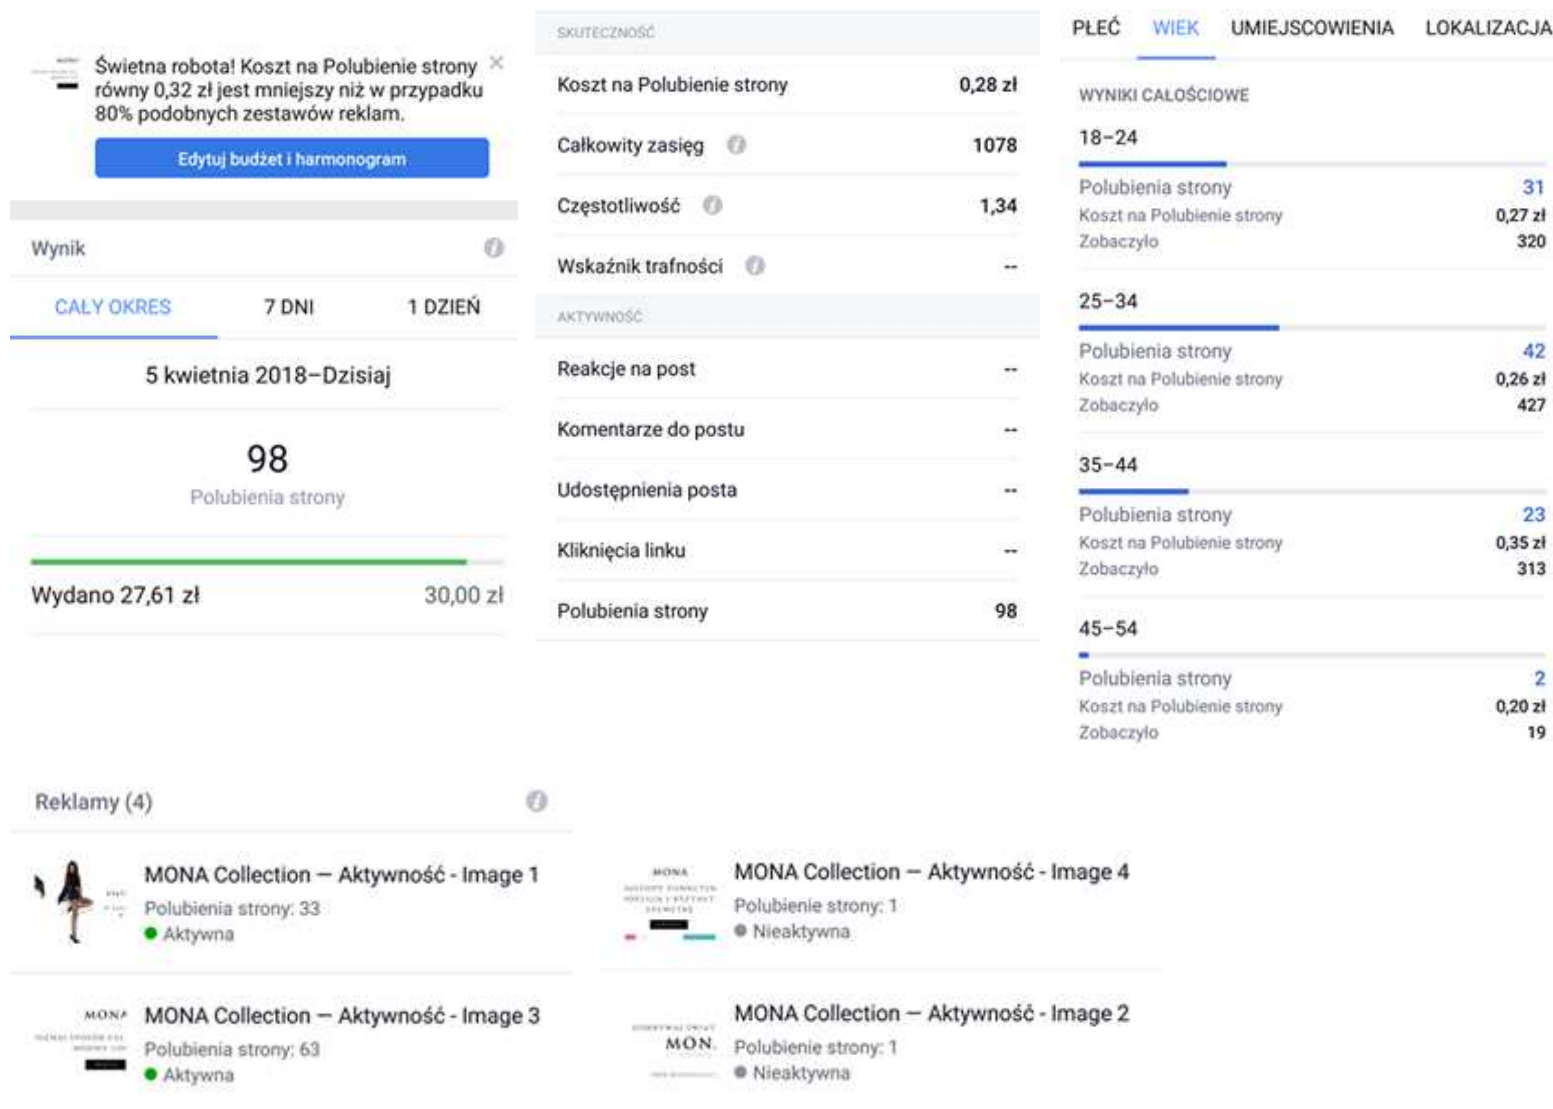 Świetna robota! Koszt na Polubienie strony
równy 0,32 zł jest mniejszy niż w przypadku
80% podobnych zestawów reklam.
Edytuj budżet i harmonogram
Wynik
CAŁY OKRES 7 DNI 1 DZIEŃ
5 kwietnia 2018–Dzisiaj
98
Polubienia strony
Wydano 27,61 zł 30,00 zł
SKUTECZNOŚĆ
Koszt na Polubienie strony 0,28 zł
Całkowity zasięg 1078
Częstotliwość 1,34
Wskaźnik trafności --
AKTYWNOŚĆ
Reakcje na post --
Komentarze do postu --
Udostępnienia posta --
Kliknięcia linku --
Polubienia strony 98
PŁEĆ WIEK UMIEJSCOWIENIA LOKALIZACJA
WYNIKI CAŁOŚCIOWE
18–24
Polubienia strony 31
Koszt na Polubienie strony 0,27 zł
Zobaczyło 320
25–34
Polubienia strony 42
Koszt na Polubienie strony 0,26 zł
Zobaczyło 427
35–44
Polubienia strony 23
Koszt na Polubienie strony 0,35 zł
Zobaczyło 313
45–54
Polubienia strony 2
Koszt na Polubienie strony 0,20 zł
Zobaczyło 19
Reklamy (4)
MONA Collection — Aktywność - Image 1
Polubienia strony: 33
Aktywna
MONA
MONA Collection — Aktywność - Image 3
Polubienia strony: 63
Aktywna
MONA
MONA Collection — Aktywność - Image 4
Polubienie strony: 1
Nieaktywna
MON.
MONA Collection — Aktywność - Image 2
Polubienie strony: 1
Nieaktywna